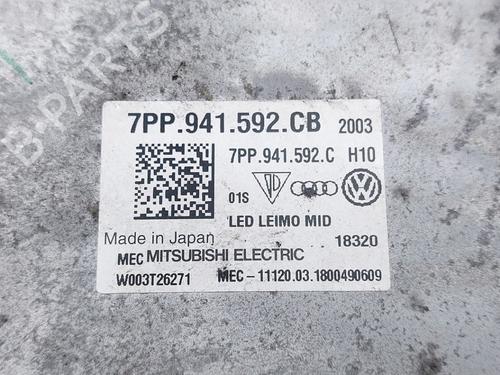 B-PARTS
7PP.941.592.CB 2003
7PP.941.592.C H10
01S
LED LEIMO MID
Made in Japan 18320
MEC MITSUBISHI ELECTRIC
W003T26271 MEC-11120.03.1800490609